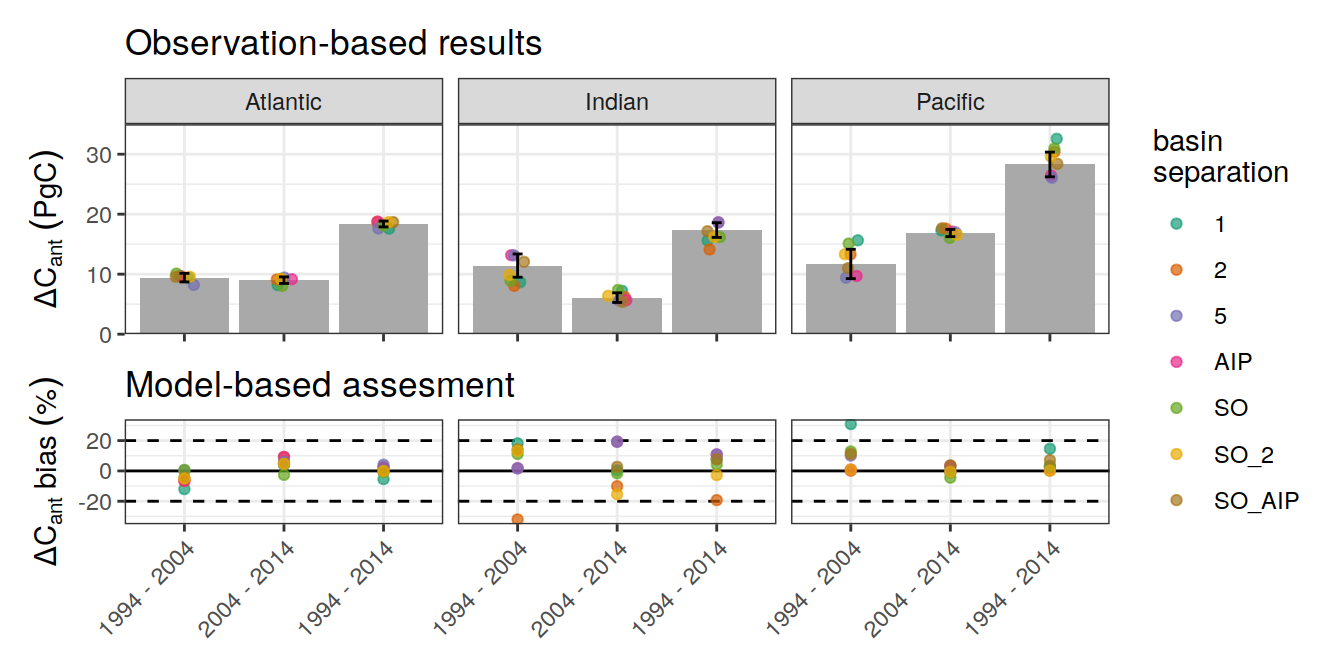 Observation-based results
Atlantic
Indian
Pacific
ΔCant (PgC)
30
20
10
0
Model-based assesment
ΔCant bias (%)
20
0
-20
1994 - 2004
2004 - 2014
1994 - 2014
1994 - 2004
2004 - 2014
1994 - 2014
1994 - 2004
2004 - 2014
1994 - 2014
basin
separation
1
2
5
AIP
SO
SO_2
SO_AIP